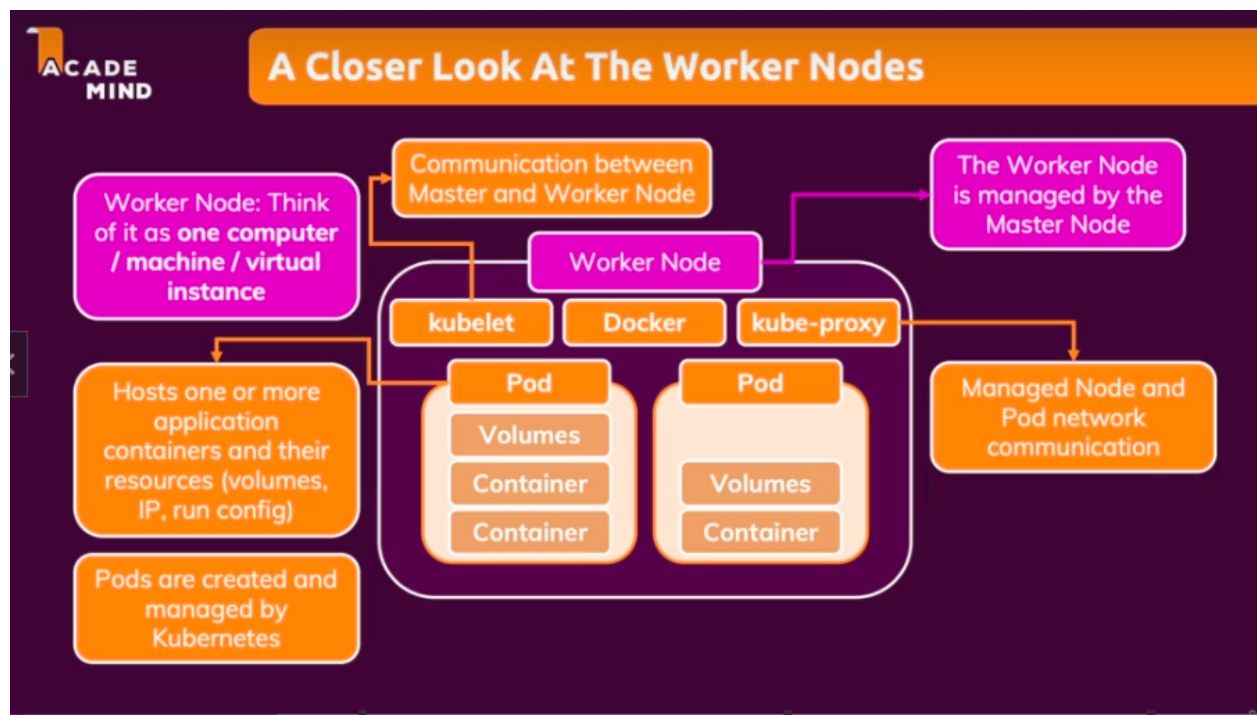 ACADE
MIND
A Closer Look At The Worker Nodes
Communication between
Master and Worker Node
The Worker Node
is managed by the
Master Node
Worker Node: Think
of it as one computer
/ machine / virtual
instance
Worker Node
kubelet
Docker
kube-proxy
Hosts one or more
application
containers and their
resources (volumes,
IP, run config)
Pod
Volumes
Container
Container
Pod
Volumes
Container
Managed Node and
Pod network
communication
Pods are created and
managed by
Kubernetes